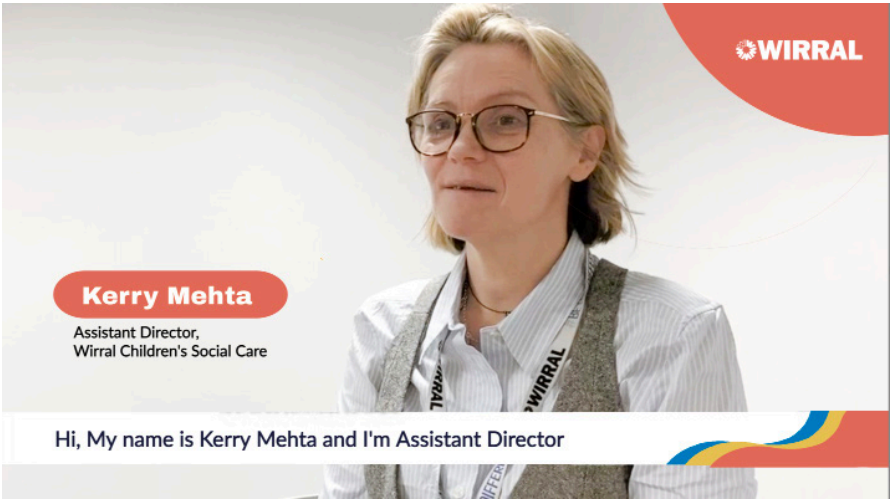 WIRRAL
Kerry Mehta
Assistant Director,
Wirral Children's Social Care
WIRRAL
Hi, My name is Kerry Mehta and I'm Assistant Director